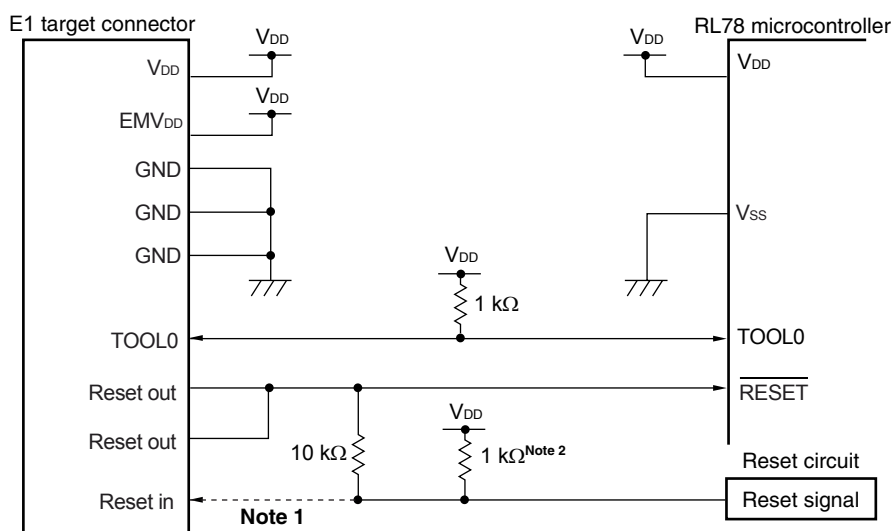 E1 target connector
RL78 microcontroller
VDD
VDD
VDD
VDD
VDD
EMVDD
GND
GND
VSS
GND
VDD
1 kΩ
TOOL0
TOOL0
Reset out
RESET
Reset out
VDD
10 kΩ
1 kΩNote 2
Reset circuit
Reset in
Note 1
Reset signal